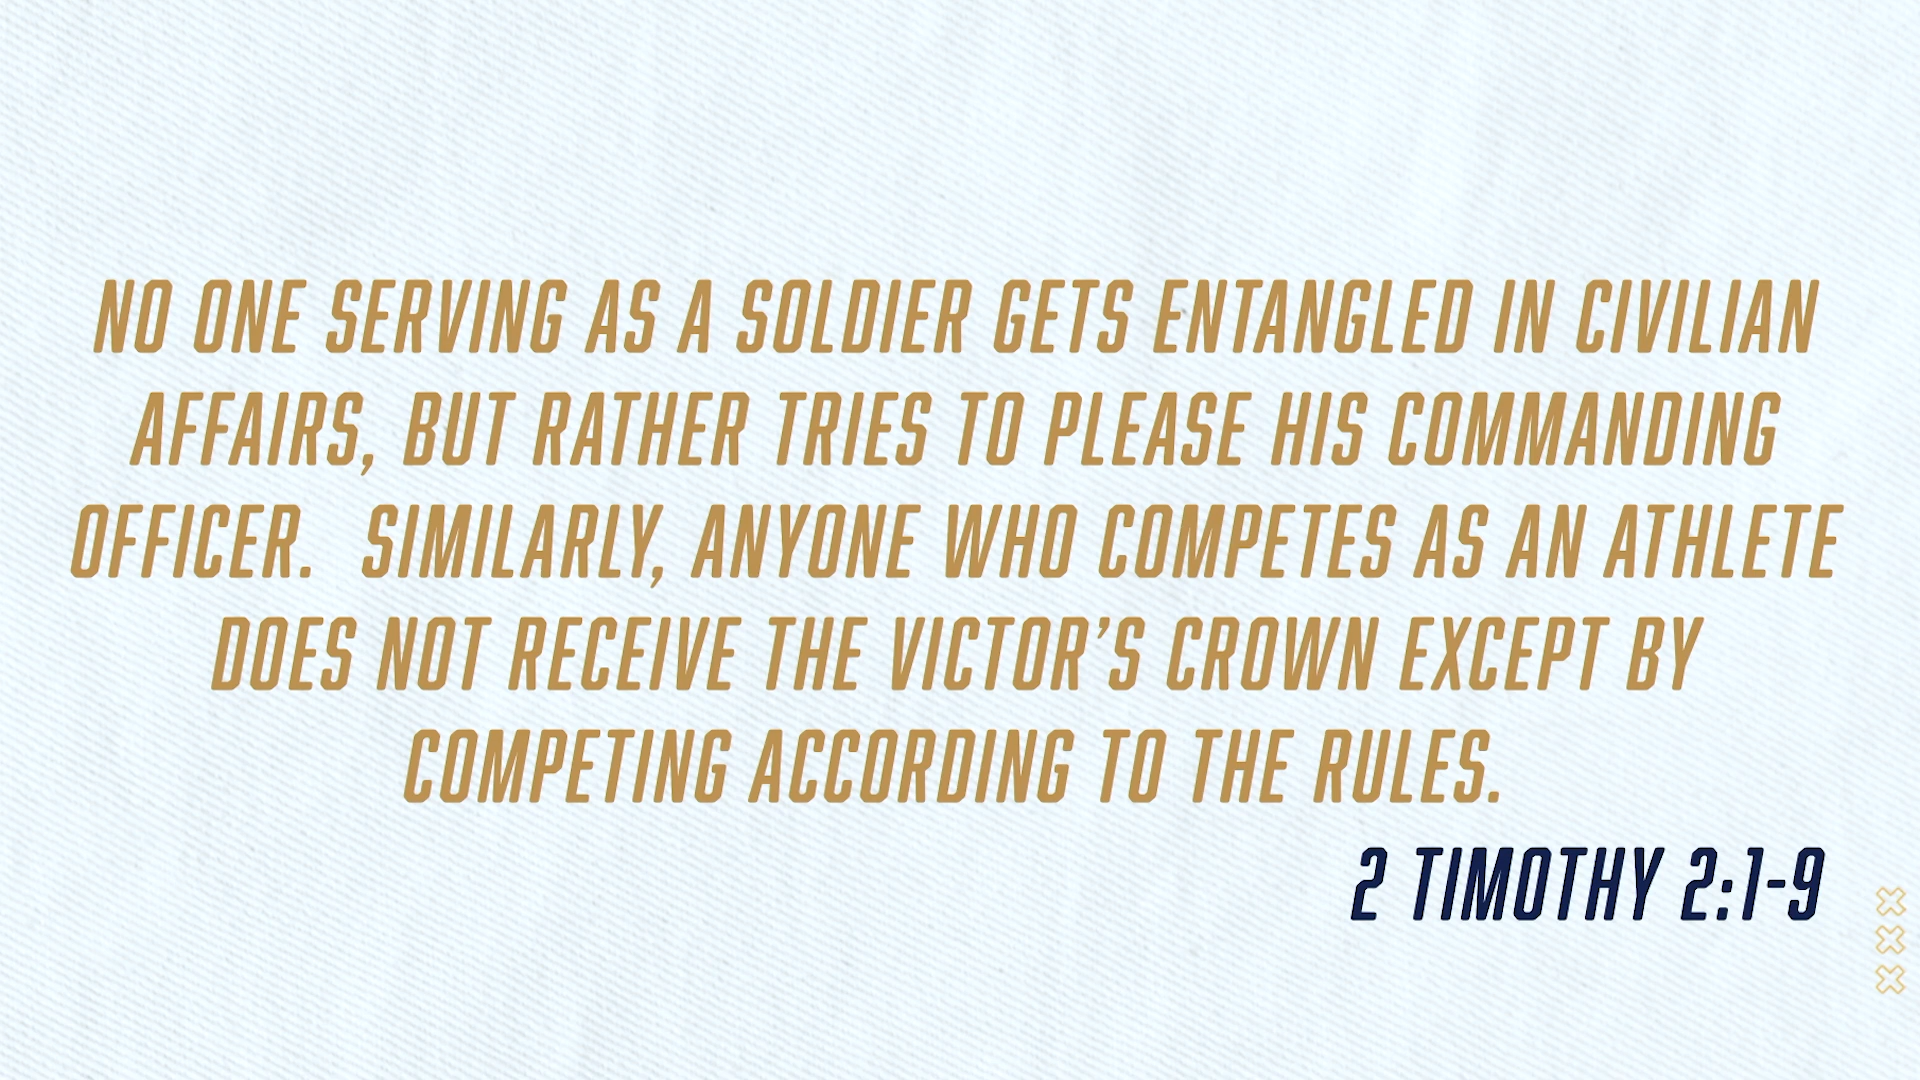 NO ONE SERVING AS A SOLDIER GETS ENTANGLED IN CIVILIAN
AFFAIRS, BUT RATHER TRIES TO PLEASE HIS COMMANDING
OFFICER.  SIMILARLY, ANYONE WHO COMPETES AS AN ATHLETE
DOES NOT RECEIVE THE VICTOR’S CROWN EXCEPT BY
COMPETING ACCORDING TO THE RULES.
2 TIMOTHY 2:1-9